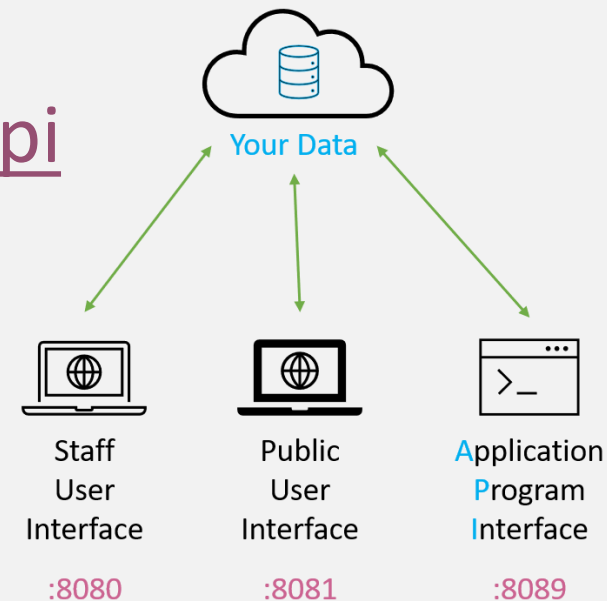 pi
Your Data
Staff
User
Interface
:8080
Public
User
Interface
:8081
Application
Program
Interface
:8089